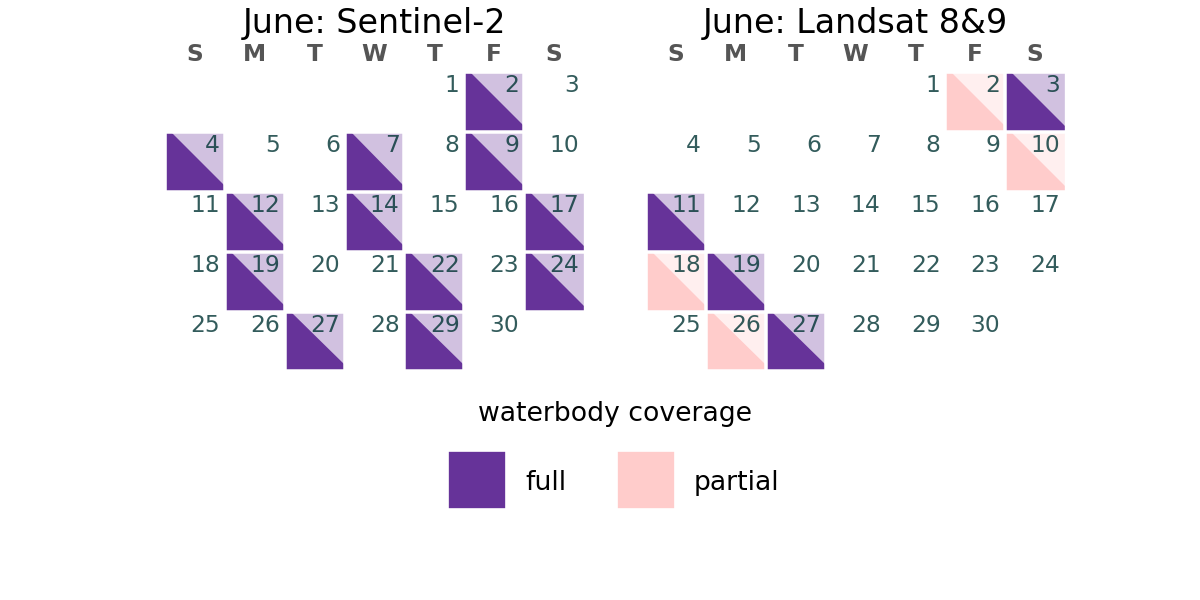 June: Sentinel-2
S M T W T F S
1 2 3
4 5 6 7 8 9 10
11 12 13 14 15 16 17
18 19 20 21 22 23 24
25 26 27 28 29 30
June: Landsat 8&9
S M T W T F S
1 2 3
4 5 6 7 8 9 10
11 12 13 14 15 16 17
18 19 20 21 22 23 24
25 26 27 28 29 30
waterbody coverage
full partial